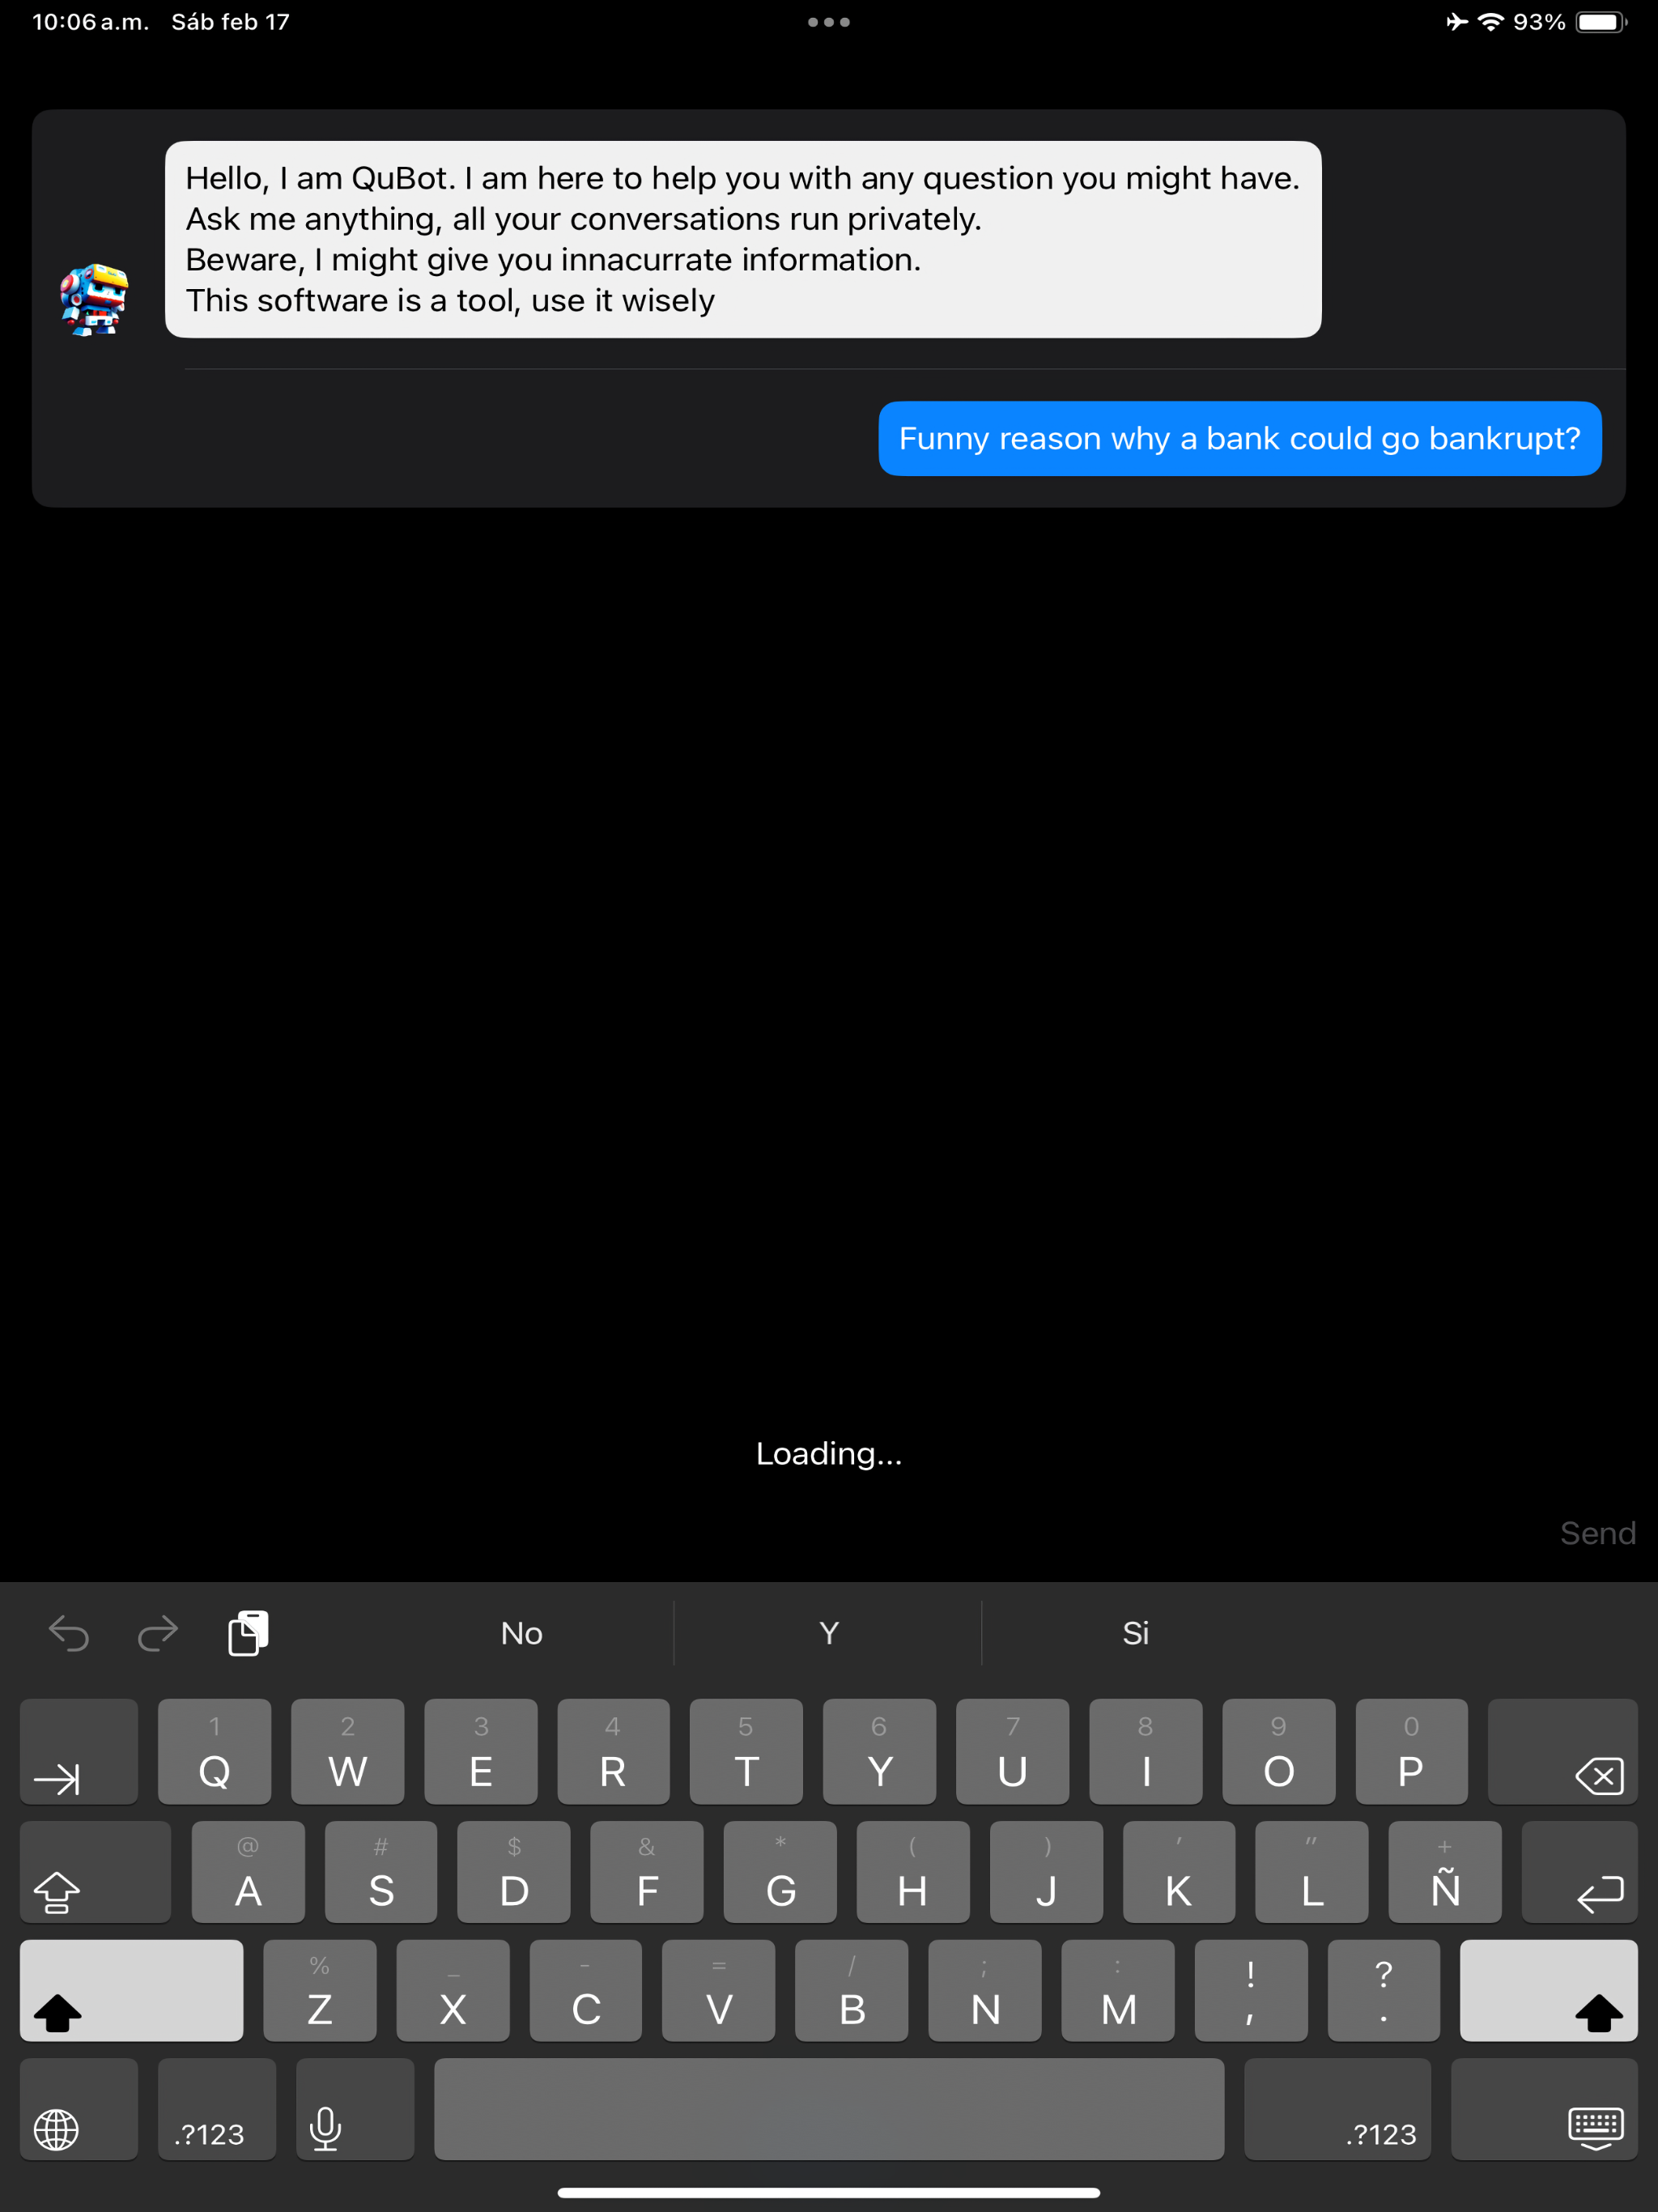 10:06 a.m. Sáb feb 17
93%
Hello, I am QuBot. I am here to help you with any question you might have.
Ask me anything, all your conversations run privately.
Beware, I might give you innacurrate information.
This software is a tool, use it wisely
Funny reason why a bank could go bankrupt?
Loading...
Send
No Y Si
1 2 3 4 5 6 7 8 9 0
Q W E R T Y U I O P
@ # $ & * ( ) ' " +
A S D F G H J K L Ñ
% _ - = / ; : ! ?
Z X C V B N M , .
.?123 .?123